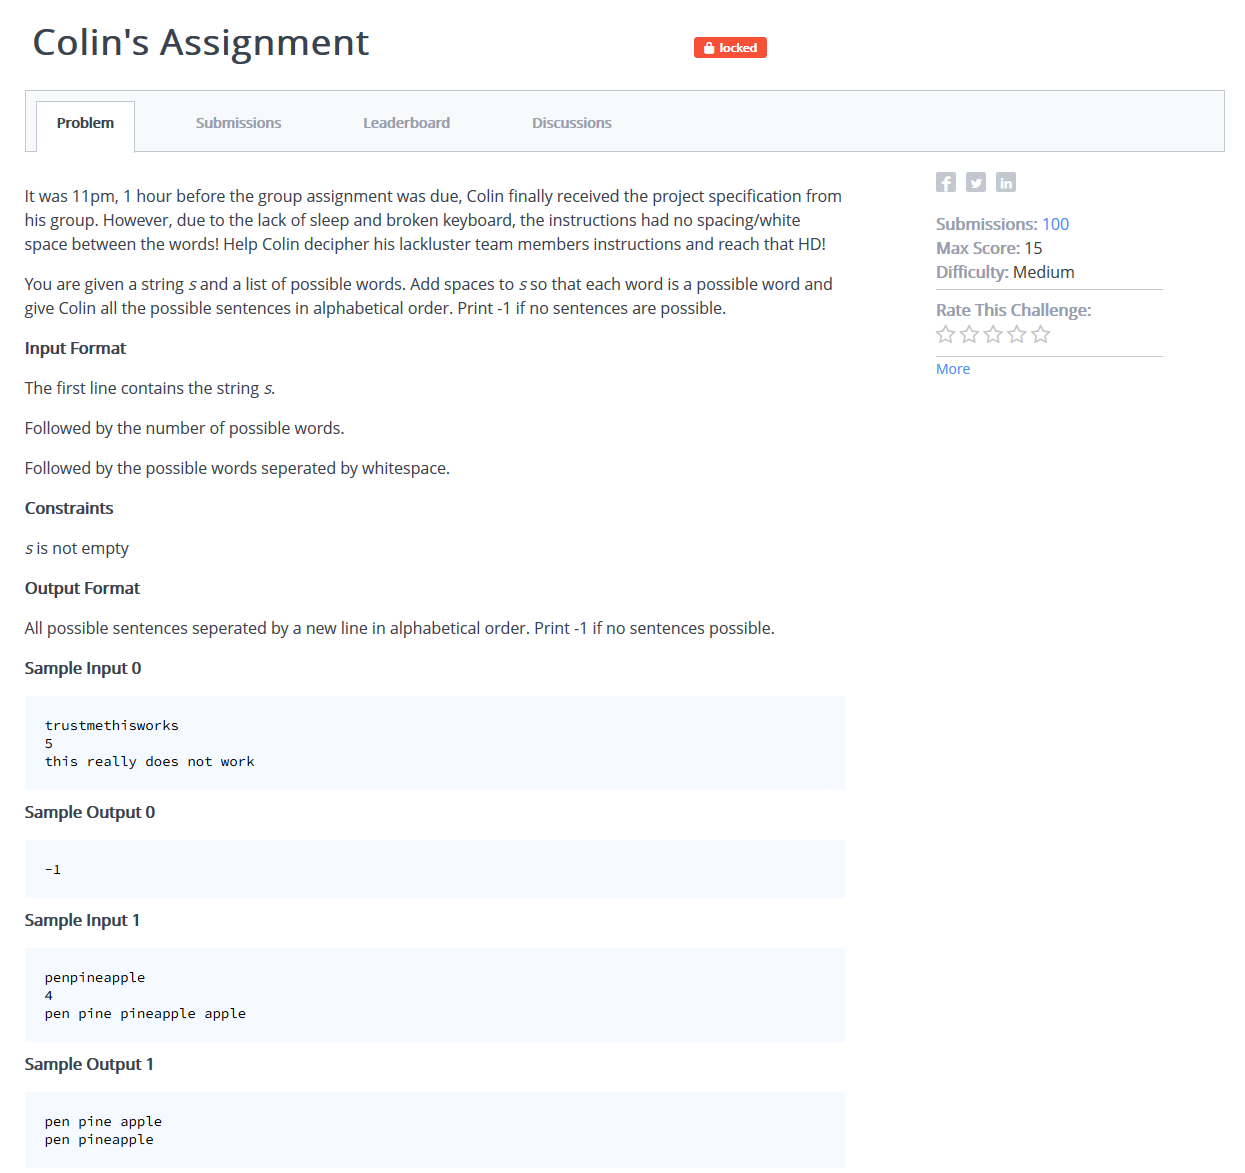 Colin's Assignment
locked
Problem
Submissions
Leaderboard
Discussions
It was 11pm, 1 hour before the group assignment was due, Colin finally received the project specification from
his group. However, due to the lack of sleep and broken keyboard, the instructions had no spacing/white
space between the words! Help Colin decipher his lackluster team members instructions and reach that HD!
You are given a string s and a list of possible words. Add spaces to s so that each word is a possible word and
give Colin all the possible sentences in alphabetical order. Print -1 if no sentences are possible.
Input Format
The first line contains the string s.
Followed by the number of possible words.
Followed by the possible words seperated by whitespace.
Constraints
s is not empty
Output Format
All possible sentences seperated by a new line in alphabetical order. Print -1 if no sentences possible.
Sample Input 0
trustmethisworks
5
this really does not work
Sample Output 0
-1
Sample Input 1
penpineapple
4
pen pine pineapple apple
Sample Output 1
pen pine apple
pen pineapple
Submissions: 100
Max Score: 15
Difficulty: Medium
Rate This Challenge:
More